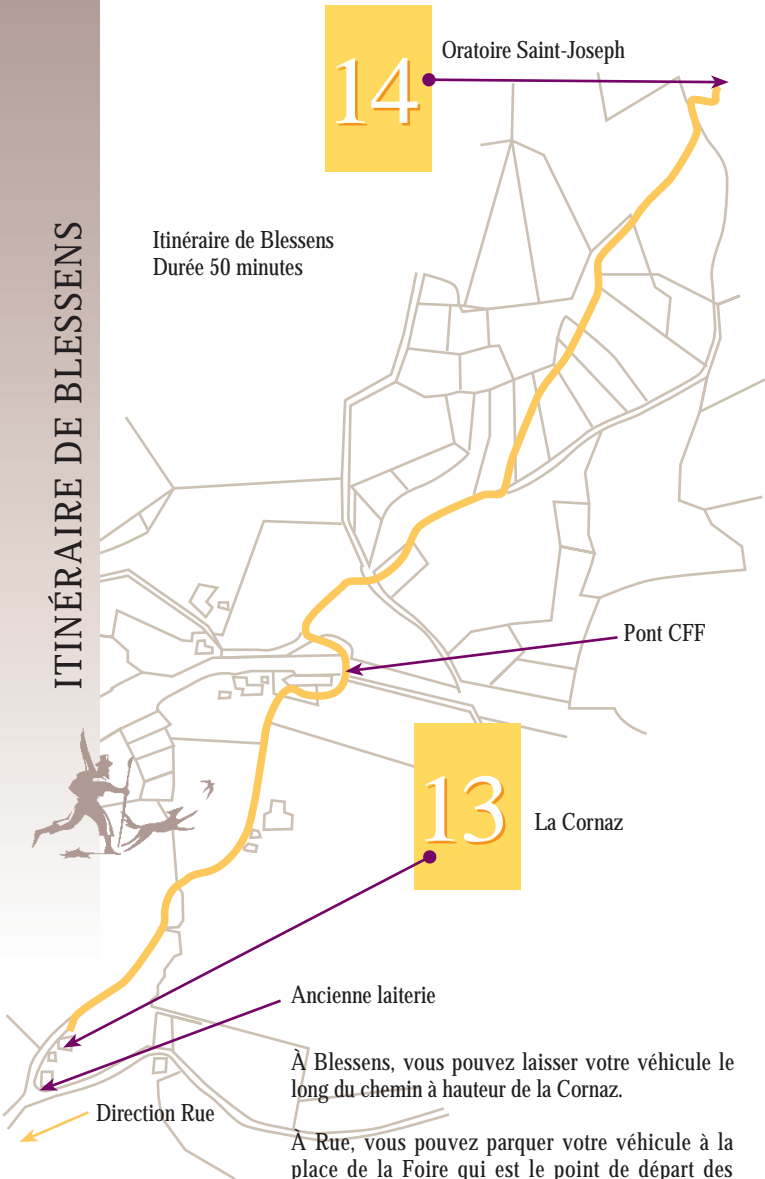 14
Oratoire Saint-Joseph
Itinéraire de Blessens
Durée 50 minutes
ITINÉRAIRE DE BLESSENS
Pont CFF
13
La Cornaz
Ancienne laiterie
À Blessens, vous pouvez laisser votre véhicule le
long du chemin à hauteur de la Cornaz.
Direction Rue
À Rue, vous pouvez parquer votre véhicule à la
place de la Foire qui est le point de départ des